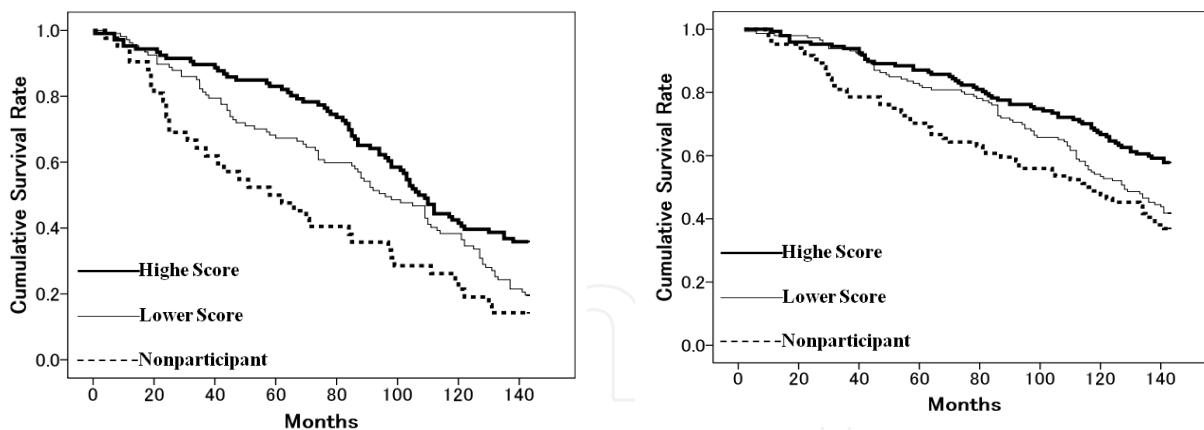 Cumulative Survival Rate
1.0
0.8
0.6
0.4
0.2
0.0
Highe Score
Lower Score
Nonparticipant
0 20 40 60 80 100 120 140
Months
Cumulative Survival Rate
1.0
0.8
0.6
0.4
0.2
0.0
Highe Score
Lower Score
Nonparticipant
0 20 40 60 80 100 120 140
Months